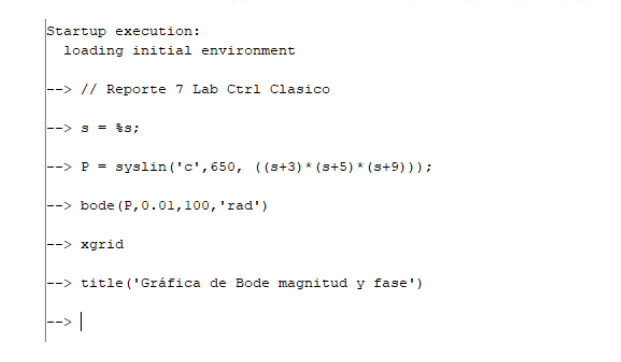 Startup execution:
loading initial environment
--> // Reporte 7 Lab Ctrl Clasico
--> s = %s;
--> P = syslin('c',650, ((s+3)*(s+5)*(s+9)));
--> bode(P,0.01,100,'rad')
--> xgrid
--> title('Gráfica de Bode magnitud y fase')
-->